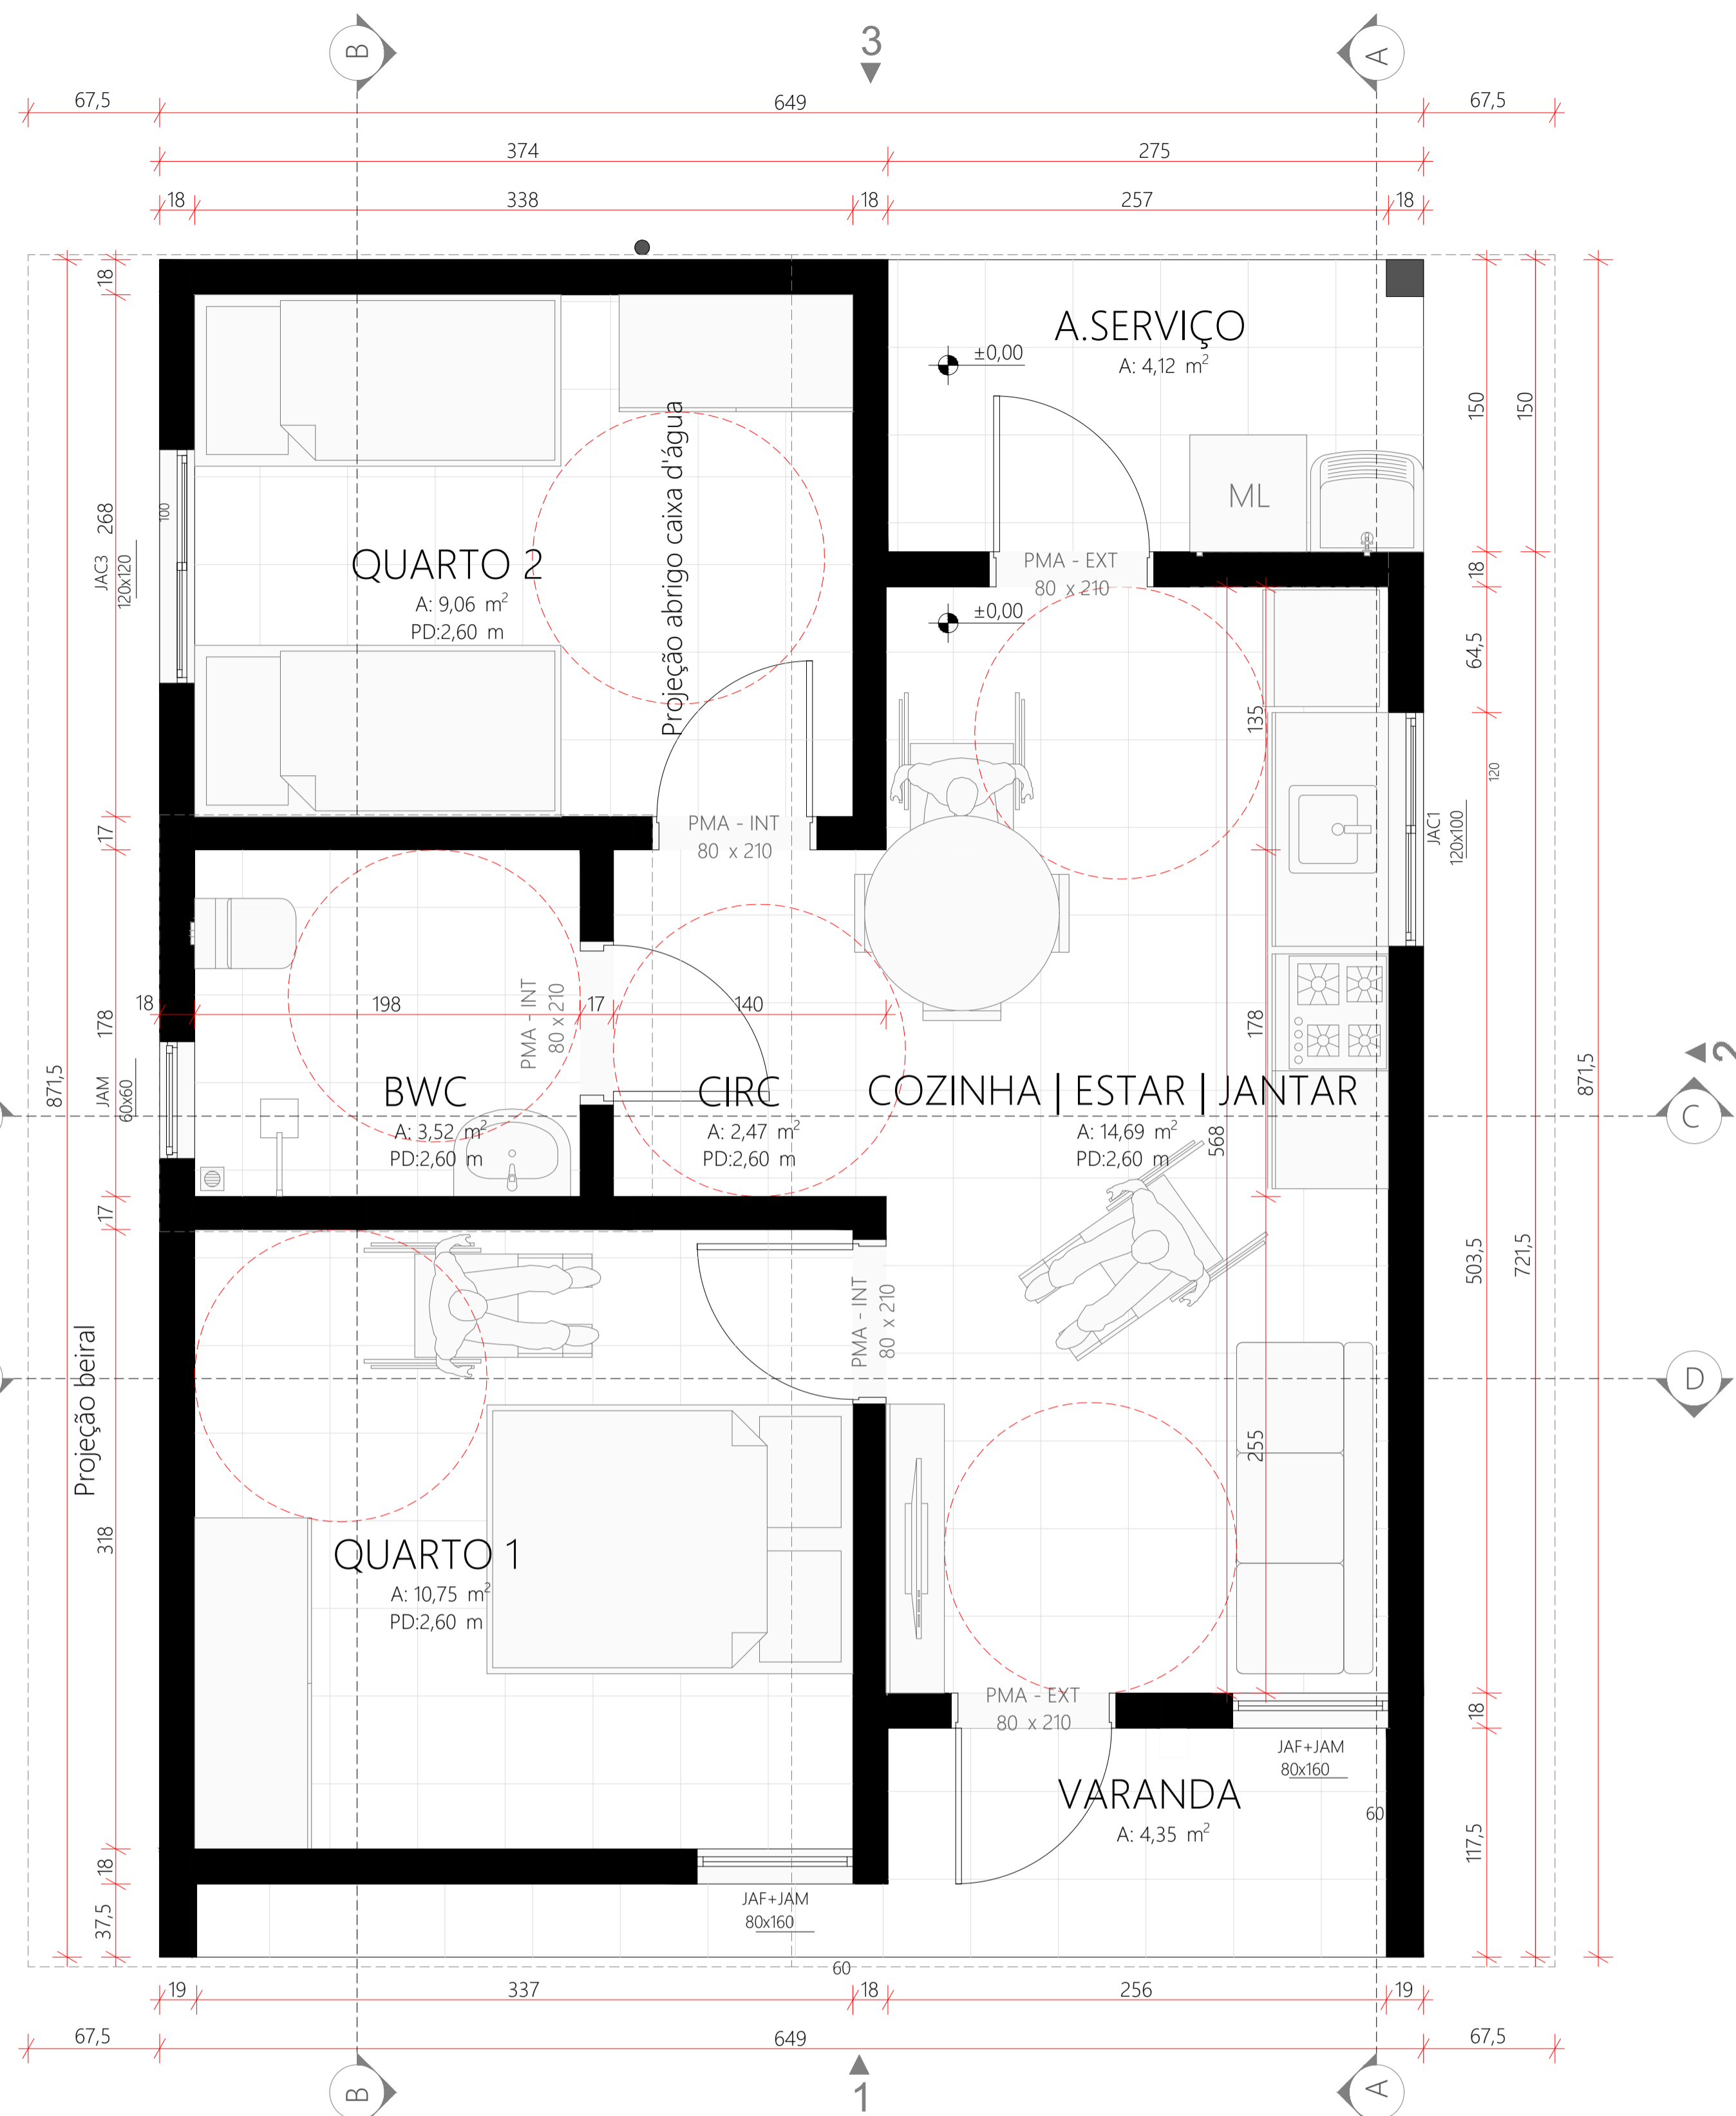 B
3
A
67,5
649
67,5
374
275
18
338
18
257
18
18
A.SERVIÇO
A: 4,12 m²
±0,00
150
150
ML
Projeção abrigo caixa d'água
268
100
JAC3
120x120
QUARTO 2
A: 9,06 m²
PD:2,60 m
PMA - EXT
80 x 210
18
±0,00
64,5
135
120
JAC1
120x100
17
PMA - INT
80 x 210
18
198
17
140
PMA - INT
80 x 210
178
178
871,5
JAM
60x60
BWC
A: 3,52 m²
PD:2,60 m
CIRC
A: 2,47 m²
PD:2,60 m
COZINHA | ESTAR | JANTAR
A: 14,69 m²
PD:2,60 m
568
2
C
871,5
17
503,5
721,5
PMA - INT
80 x 210
D
Projeção beiral
255
318
QUARTO 1
A: 10,75 m²
PD:2,60 m
PMA - EXT
80 x 210
18
JAF+JAM
80x160
VARANDA
A: 4,35 m²
60
117,5
18
37,5
JAF+JAM
80x160
60
19
337
18
256
19
67,5
649
67,5
B
1
A